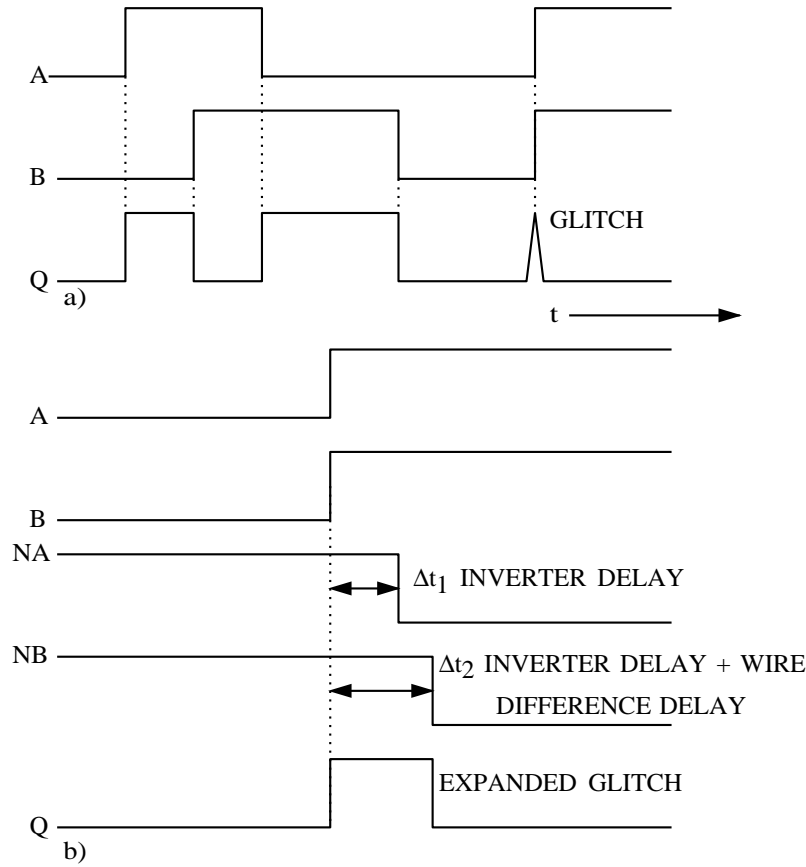 A
B
GLITCH
Q
a)
t
A
B
NA
Δt1 INVERTER DELAY
NB
Δt2 INVERTER DELAY + WIRE
DIFFERENCE DELAY
EXPANDED GLITCH
Q
b)